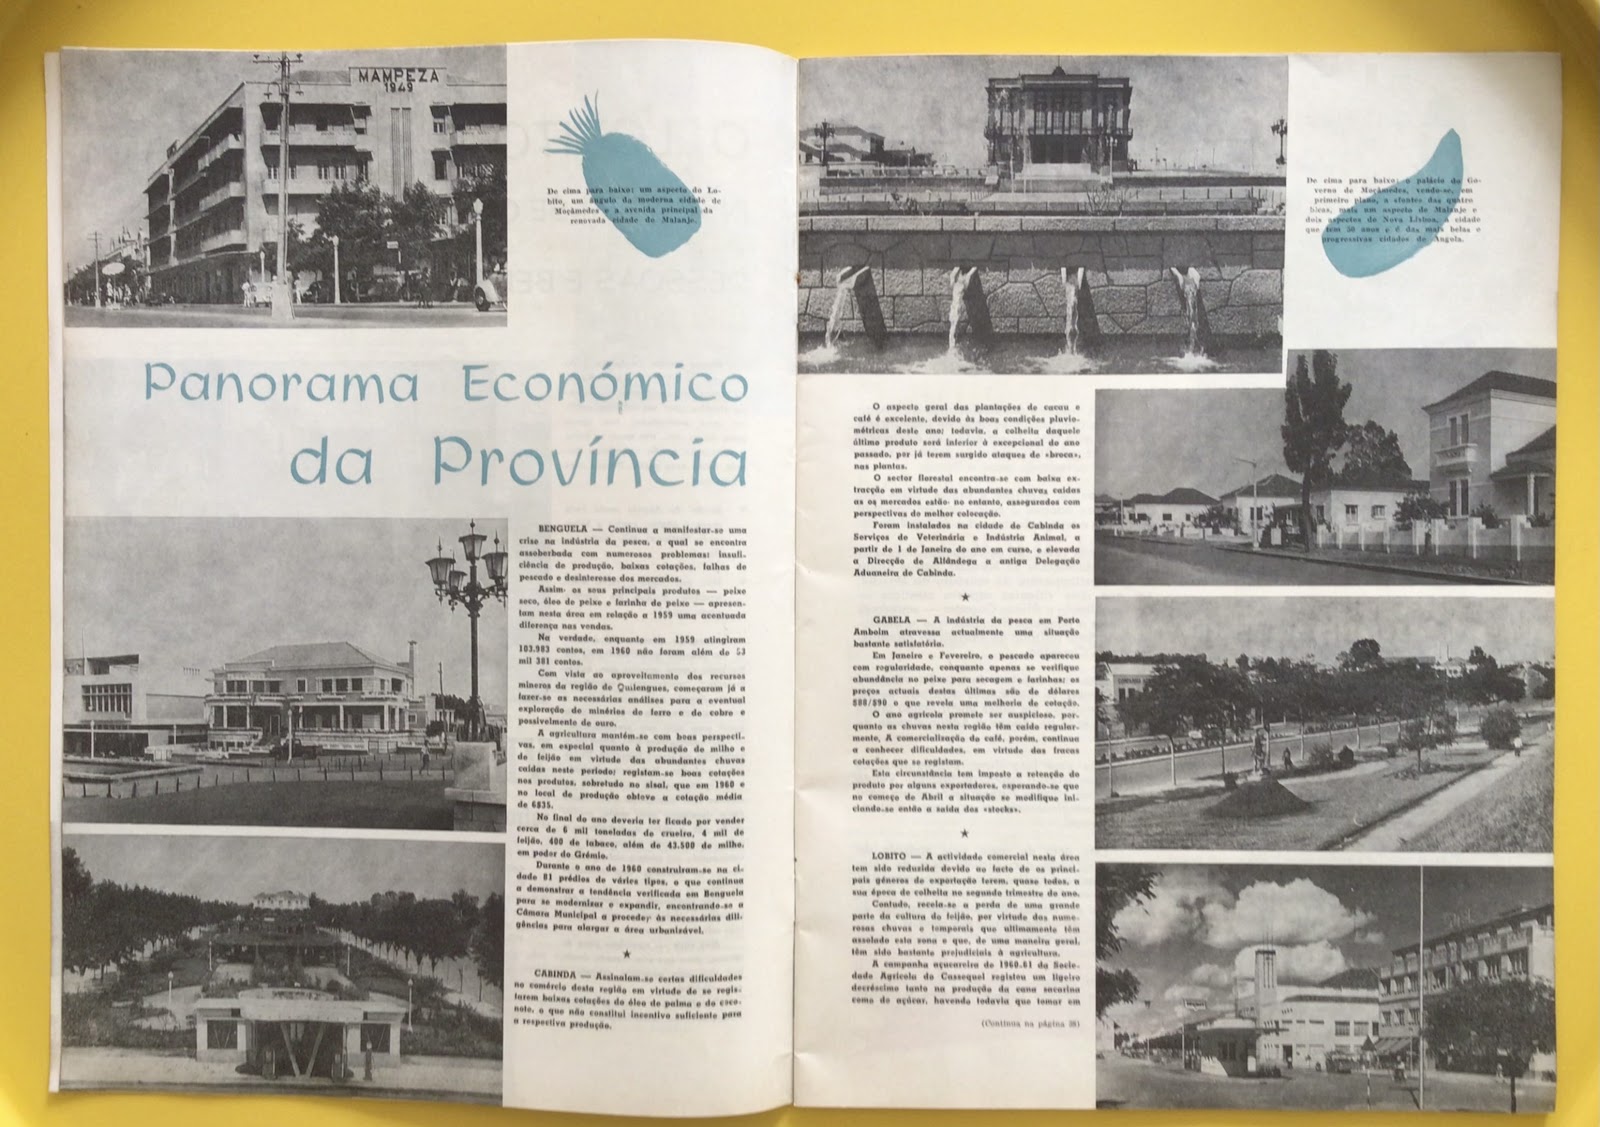 MAMPEZA
1949
De cima para baixo: um aspecto do Lo-
bito, um ângulo da moderna cidade de
Moçâmedes e a avenida principal da
renovada cidade de Malanje.
Panorama Económico
da Província
BENGUELA — Continua a manifestar-se uma
crise na indústria da pesca, a qual se encontra
assoberbada com numerosos problemas: insufi-
ciência de produção, baixas cotações, falhas de
pescado e desinteresse dos mercados.
Assim os seus principais produtos — peixe
seco, óleo de peixe e farinha de peixe — apresen-
tam nesta área em relação a 1959 uma acentuada
diferença nas vendas.
Na verdade, enquanto em 1959 atingiram
103.983 contos, em 1960 não foram além de 53
mil 381 contos.
Com vista ao aproveitamento dos recursos
mineros da região de Quilengues, começaram já a
fazer-se as necessárias análises para a eventual
exploração de minérios de ferro e de cobre e
possivelmente de ouro.
A agricultura mantém-se com boas perspecti-
vas, em especial quanto à produção de milho e
de feijão em virtude das abundantes chuvas
caídas neste período; registam-se boas cotações
nos produtos, sobretudo no sisal, que em 1960 e
no local de produção obteve a cotação média
de 6$35.
No final do ano deveria ter ficado por vender
cerca de 6 mil toneladas de crueira, 4 mil de
feijão, 400 de tabaco, além de 43.500 de milho,
em poder do Grémio.
Durante o ano de 1960 construíram-se na ci-
dade 81 prédios de vários tipos, o que continua
a demonstrar a tendência verificada em Benguela
para se modernizar e expandir, encontrando-se a
Câmara Municipal a proceder às necessárias dili-
gências para alargar a área urbanizável.
★
CABINDA — Assinalam-se certas dificuldades
no comércio desta região em virtude de se regis-
tarem baixas cotações do óleo de palma e do coco-
note, o que não constitui incentivo suficiente para
a respectiva produção.
De cima para baixo: o palácio do Go-
verno de Moçâmedes, vendo-se, em
primeiro plano, a «fonte» das quatro
bicas, mais um aspecto de Malanje e
dois aspectos de Nova Lisboa, a cidade
que tem 50 anos e é das mais belas e
progressivas cidades de Angola.
O aspecto geral das plantações de cacau e
café é excelente, devido às boas condições pluvio-
métricas deste ano; todavia, a colheita daquele
último produto será inferior à excepcional do ano
passado, por já terem surgido ataques de «broca»,
nas plantas.
O sector florestal encontra-se com baixa ex-
tracção em virtude das abundantes chuvas caídas
as os mercados estão no entanto, assegurados com
perspectivas de melhor colocação.
Foram instalados na cidade de Cabinda os
Serviços de Veterinária e Indústria Animal, a
partir de 1 de Janeiro do ano em curso, e elevada
a Direcção de Alfândega a antiga Delegação
Aduaneira de Cabinda.
★
GABELA — A indústria da pesca em Porto
Amboim atravessa actualmente uma situação
bastante satisfatória.
Em Janeiro e Fevereiro, o pescado apareceu
com regularidade, conquanto apenas se verifique
abundância no peixe para secagem e farinhas; os
preços actuais destas últimas são de dólares
$88/$90 o que revela uma melhoria de cotação.
O ano agrícola promete ser auspicioso, por-
quanto as chuvas nesta região têm caído regular-
mente. A comercialização do café, porém, continua
a conhecer dificuldades, em virtude das fracas
cotações que se registam.
Esta circunstância tem imposto a retenção do
produto por alguns exportadores, esperando-se que
no começo de Abril a situação se modifique ini-
ciando-se então a saída dos «stocks».
★
LOBITO — A actividade comercial nesta área
tem sido reduzida devido ao facto de os princi-
pais géneros de exportação terem, quase todos, a
sua época de colheita no segundo trimestre do ano.
Contudo, receia-se a perda de uma grande
parte da cultura do feijão, por virtude das nume-
rosas chuvas e temporais que ultimamente têm
assolado esta zona e que, de uma maneira geral,
têm sido bastante prejudiciais à agricultura.
A campanha açucareira de 1960-61 da Socie-
dade Agrícola do Cassequel registou um ligeiro
decréscimo tanto na produção da cana sacarina
como de açúcar, havendo todavia que tomar em
(Continua na página 38)